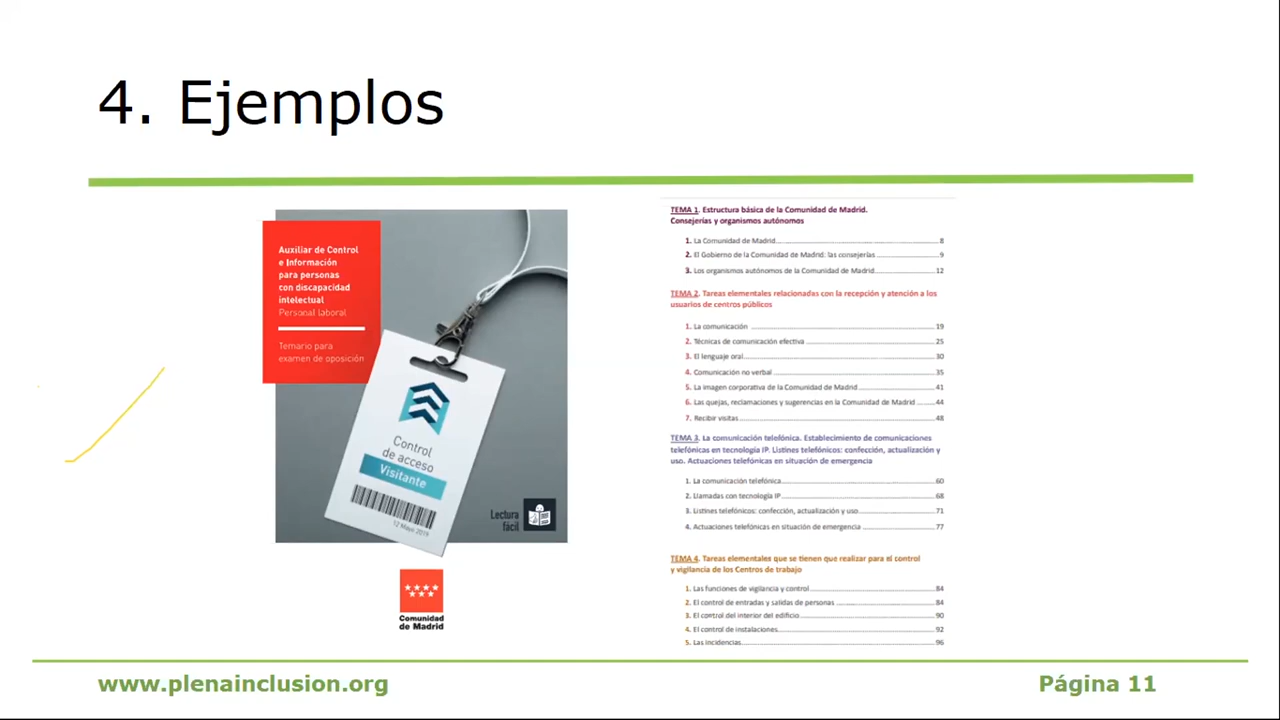 4. Ejemplos
Auxiliar de Control
e Información
para personas
con discapacidad
intelectual
Personal laboral
Temario para
examen de oposición
Control
de acceso
Visitante
12 Mayo 2019
Lectura
fácil
Comunidad
de Madrid
TEMA 1. Estructura básica de la Comunidad de Madrid.
Consejerías y organismos autónomos
1. La Comunidad de Madrid 8
2. El Gobierno de la Comunidad de Madrid: las consejerías 9
3. Los organismos autónomos de la Comunidad de Madrid 12
TEMA 2. Tareas elementales relacionadas con la recepción y atención a los
usuarios de centros públicos
1. La comunicación 19
2. Técnicas de comunicación efectiva 25
3. El lenguaje oral 30
4. Comunicación no verbal 35
5. La imagen corporativa de la Comunidad de Madrid 41
6. Las quejas, reclamaciones y sugerencias en la Comunidad de Madrid 44
7. Recibir visitas 48
TEMA 3. La comunicación telefónica. Establecimiento de comunicaciones
telefónicas en tecnología IP. Listines telefónicos: confección, actualización y
uso. Actuaciones telefónicas en situación de emergencia
1. La comunicación telefónica 60
2. Llamadas con tecnología IP 68
3. Listines telefónicos: confección, actualización y uso 71
4. Actuaciones telefónicas en situación de emergencia 77
TEMA 4. Tareas elementales que se tienen que realizar para el control
y vigilancia de los Centros de trabajo
1. Las funciones de vigilancia y control 84
2. El control de entradas y salidas de personas 84
3. El control del interior del edificio 90
4. El control de instalaciones 92
5. Las incidencias 96
www.plenainclusion.org
Página 11